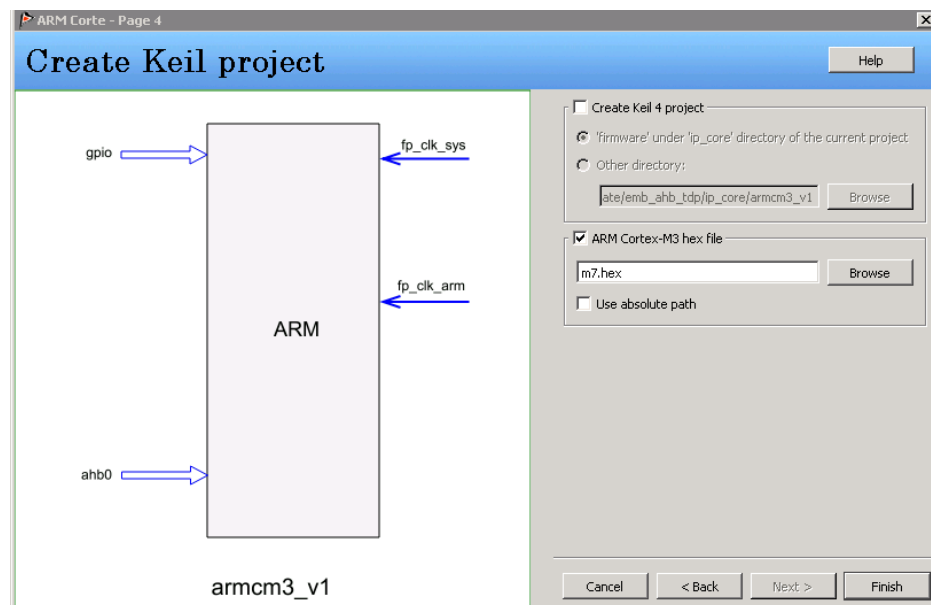 ARM Corte - Page 4
Create Keil project
Help
gpio
fp_clk_sys
fp_clk_arm
ARM
ahb0
armcm3_v1
Create Keil 4 project
'firmware' under 'ip_core' directory of the current project
Other directory:
ate/emb_ahb_tdp/ip_core/armcm3_v1
Browse
ARM Cortex-M3 hex file
m7.hex
Browse
Use absolute path
Cancel
< Back
Next >
Finish